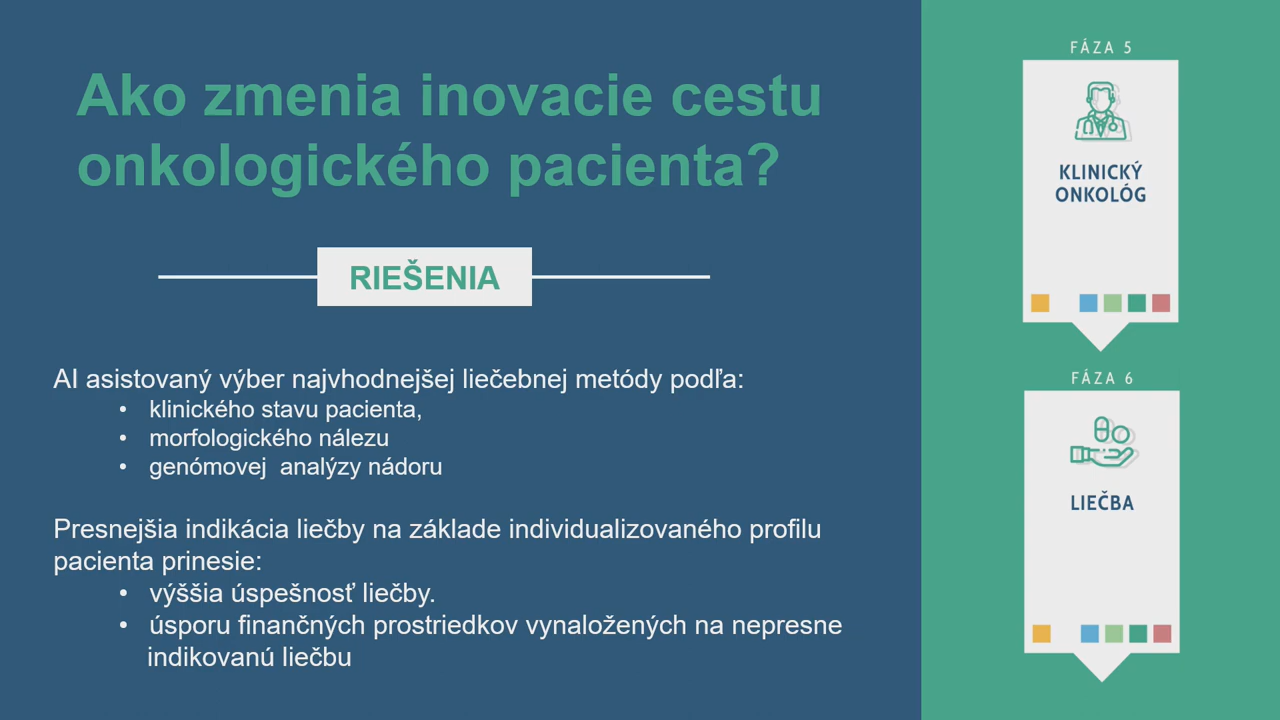 Ako zmenia inovacie cestu
onkologického pacienta?
RIEŠENIA
AI asistovaný výber najvhodnejšej liečebnej metódy podľa:
• klinického stavu pacienta,
• morfologického nálezu
• genómovej  analýzy nádoru
Presnejšia indikácia liečby na základe individualizovaného profilu
pacienta prinesie:
• výššia úspešnosť liečby.
• úsporu finančných prostriedkov vynaložených na nepresne
indikovanú liečbu
FÁZA 5
KLINICKÝ
ONKOLÓG
FÁZA 6
LIEČBA